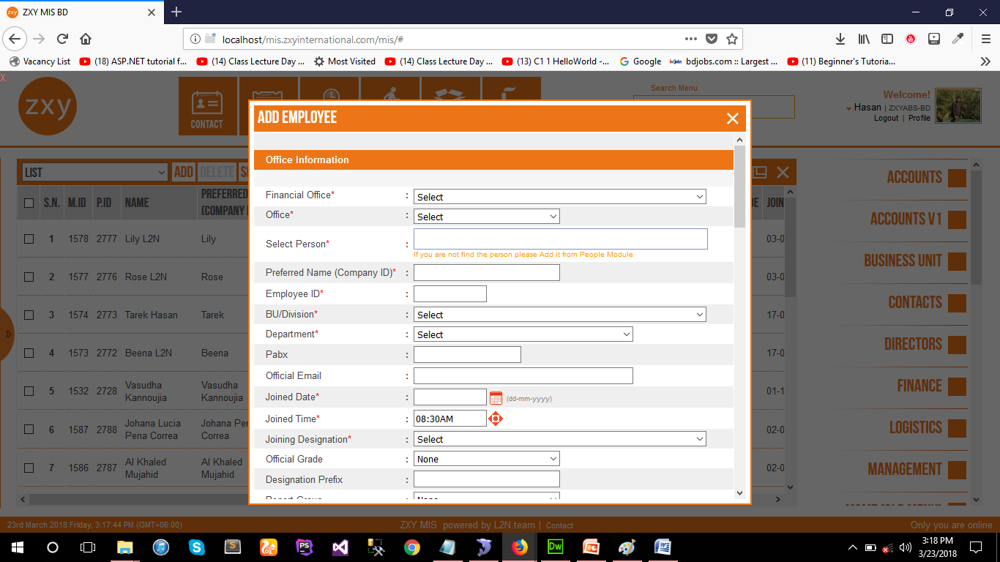 ZXY MIS BD
localhost/mis.zxyinternational.com/mis/#
Vacancy List
(18) ASP.NET tutorial f...
(14) Class Lecture Day ...
Most Visited
(14) Class Lecture Day ...
(13) C1 1 HelloWorld -...
Google
bdjobs.com :: Largest ...
(11) Beginner's Tutoria...
X
zxy
CONTACT
Search Menu
Welcome!
Hasan | ZXYABS-BD
Logout | Profile
ADD EMPLOYEE
Office Information
Financial Office* : Select
Office* : Select
Select Person* :
If you are not find the person please Add it from People Module
Preferred Name (Company ID)* :
Employee ID* :
BU/Division* : Select
Department* : Select
Pabx :
Official Email :
Joined Date* : (dd-mm-yyyy)
Joined Time* : 08:30AM
Joining Designation* : Select
Official Grade : None
Designation Prefix :
LIST
ADD
DELETE
S.N. M.ID P.ID NAME PREFERRED
JOIN
1 1578 2777 Lily L2N Lily 03-0
2 1577 2776 Rose L2N Rose 03-0
3 1574 2773 Tarek Hasan Tarek 17-0
4 1573 2772 Beena L2N Beena 17-0
5 1532 2728 Vasudha Kannoujia Vasudha Kannoujia 01-1
6 1587 2788 Johana Lucia Pena Correa Johana Pe Correa 02-0
7 1586 2787 Al Khaled Mujahid Al Khaled Mujahid 02-0
ACCOUNTS
ACCOUNTS V1
BUSINESS UNIT
CONTACTS
DIRECTORS
FINANCE
LOGISTICS
MANAGEMENT
23rd March 2018 Friday, 3:17:44 PM (GMT+06:00)
ZXY MIS powered by L2N.team | Contact
Only you are online
3:18 PM
3/23/2018